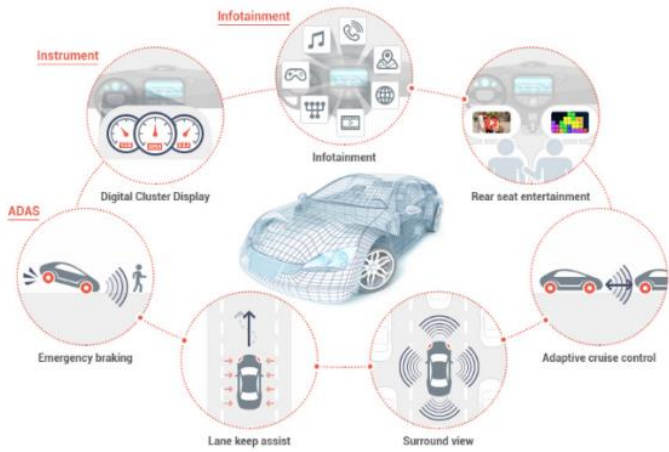 Infotainment
Instrument
Infotainment
Digital Cluster Display
Rear seat entertainment
ADAS
Emergency braking
Adaptive cruise control
Lane keep assist
Surround view